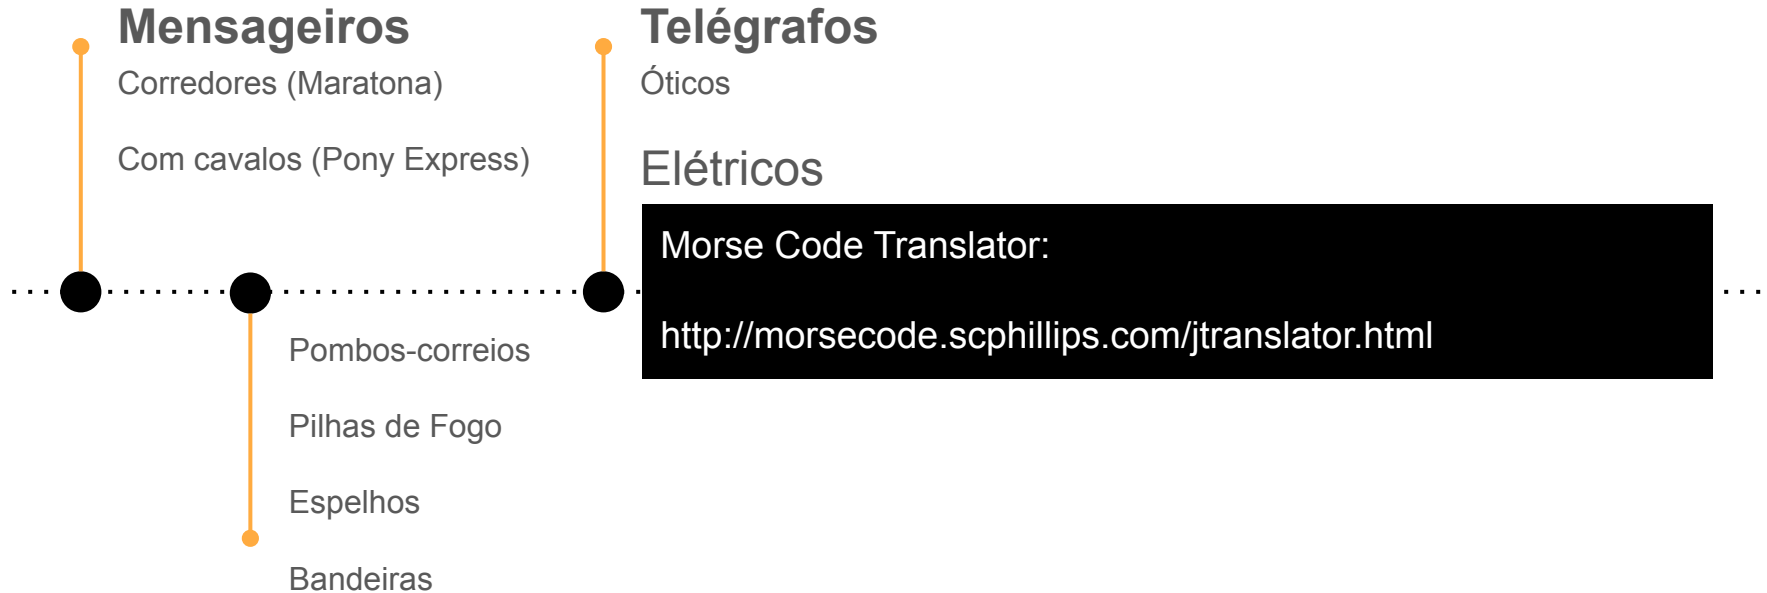 Mensageiros
Corredores (Maratona)
Com cavalos (Pony Express)
Pombos-correios
Pilhas de Fogo
Espelhos
Bandeiras
Telégrafos
Óticos
Elétricos
Morse Code Translator:
http://morsecode.scphillips.com/jtranslator.html